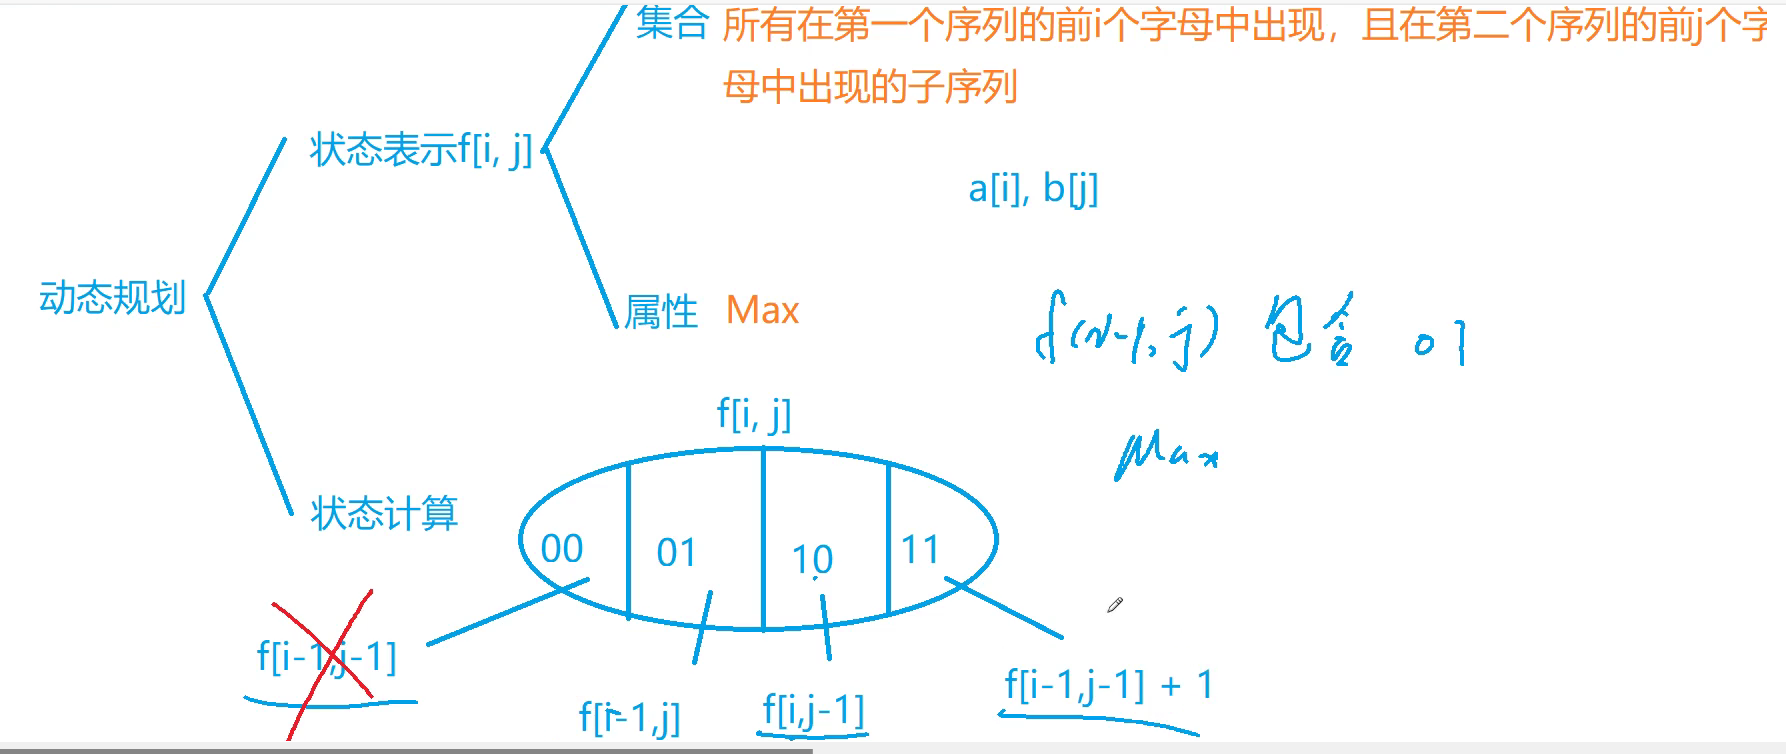 集合 所有在第一个序列的前i个字母中出现，且在第二个序列的前j个字
母中出现的子序列
状态表示f[i, j]
a[i], b[j]
动态规划
属性 Max
f(i-1, j) 包含 01
f[i, j]
Max
状态计算
00 01 10 11
f[i-1,j-1]
f[i-1,j] f[i,j-1] f[i-1,j-1] + 1